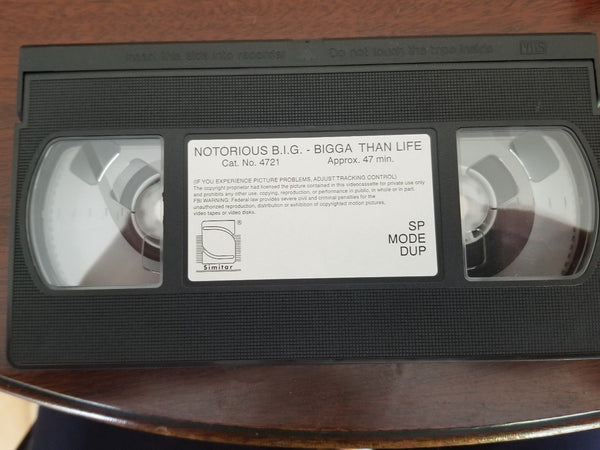 Insert this side into recorder Do not touch the tape inside VHS
NOTORIOUS B.I.G. - BIGGA THAN LIFE
Cat. No. 4721 Approx. 47 min.
(IF YOU EXPERIENCE PICTURE PROBLEMS, ADJUST TRACKING CONTROL)
The copyright proprietor had licensed the picture contained in this videocassette for private use only
and prohibits any other use, copying, reproduction, or performance in public, in whole or in part.
FBI WARNING: Federal law provides severe civil and criminal penalties for the
unauthorized reproduction, distribution or exhibition of copyrighted motion pictures,
video tapes or video disks.
®
Simitar
SP
MODE
DUP